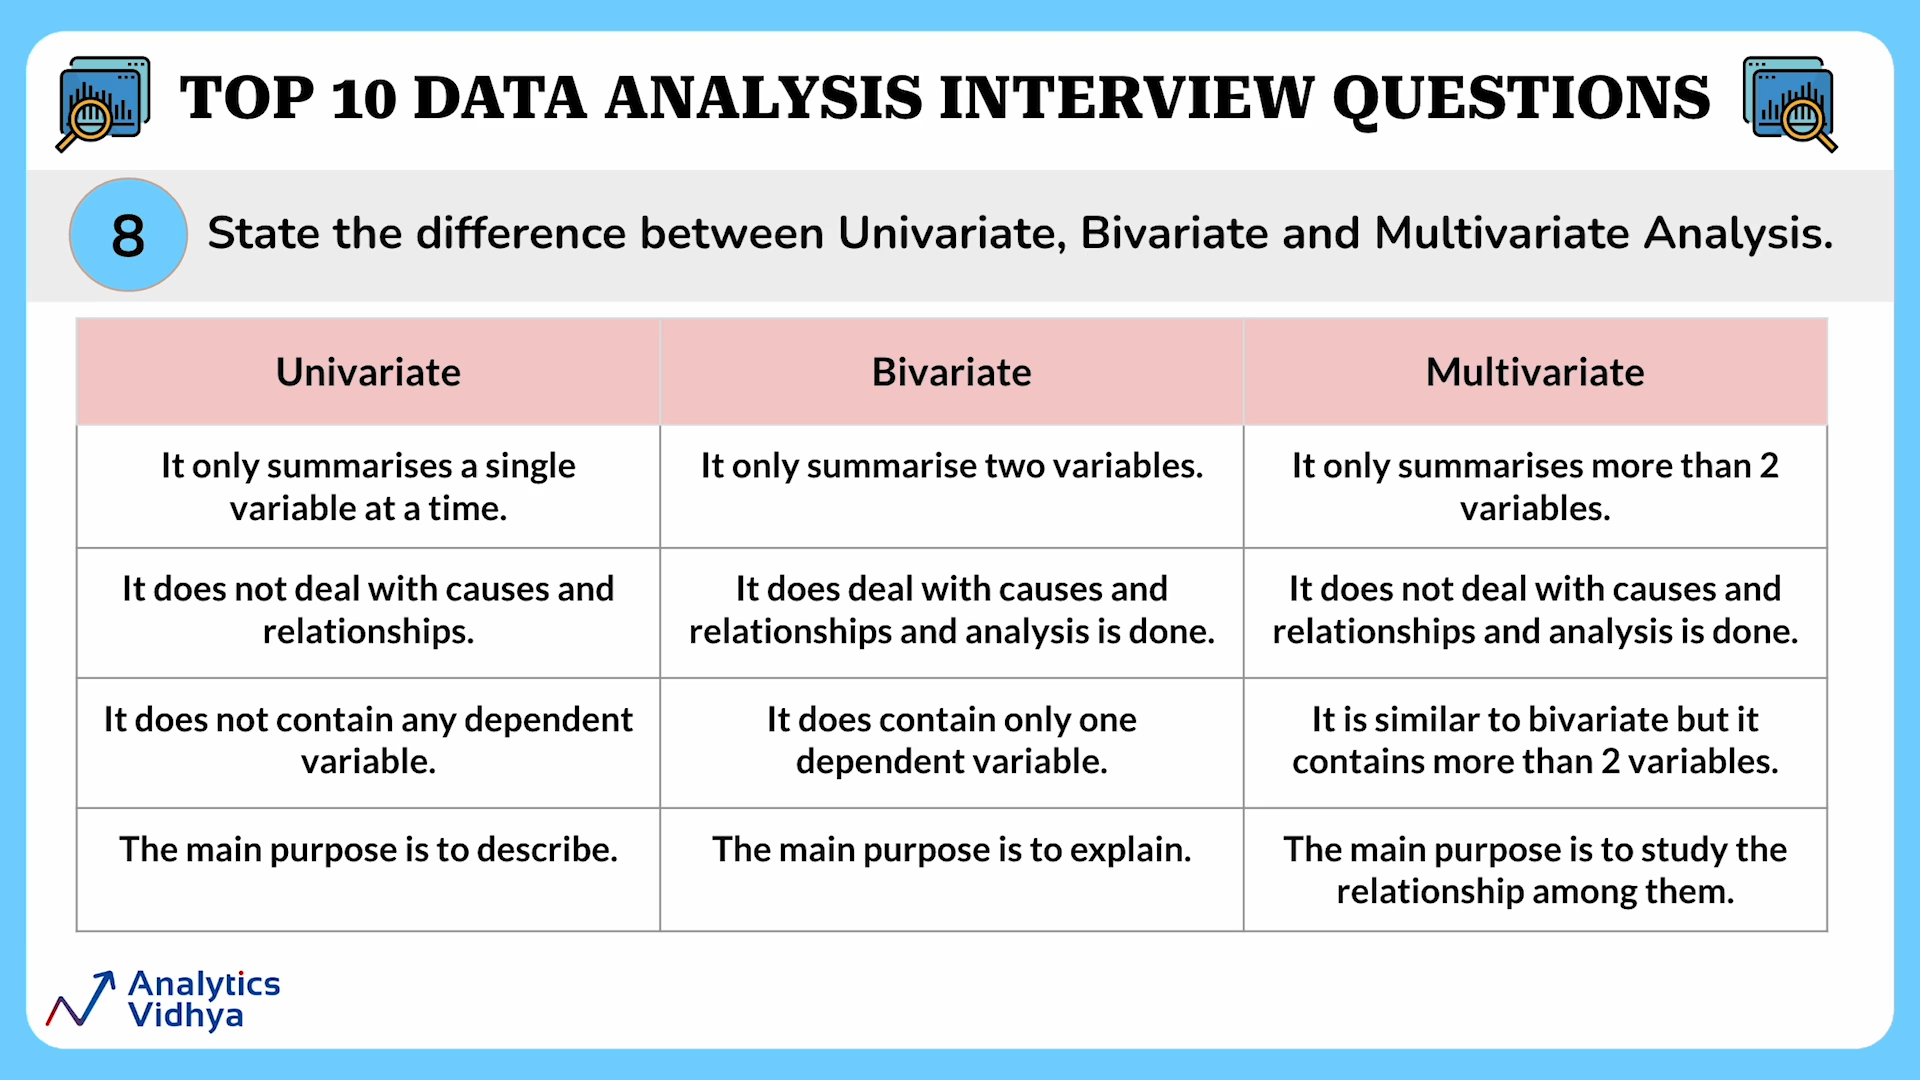 TOP 10 DATA ANALYSIS INTERVIEW QUESTIONS
8
State the difference between Univariate, Bivariate and Multivariate Analysis.
Univariate
Bivariate
Multivariate
It only summarises a single
variable at a time.
It only summarise two variables.
It only summarises more than 2
variables.
It does not deal with causes and
relationships.
It does deal with causes and
relationships and analysis is done.
It does not deal with causes and
relationships and analysis is done.
It does not contain any dependent
variable.
It does contain only one
dependent variable.
It is similar to bivariate but it
contains more than 2 variables.
The main purpose is to describe.
The main purpose is to explain.
The main purpose is to study the
relationship among them.
Analytics
Vidhya